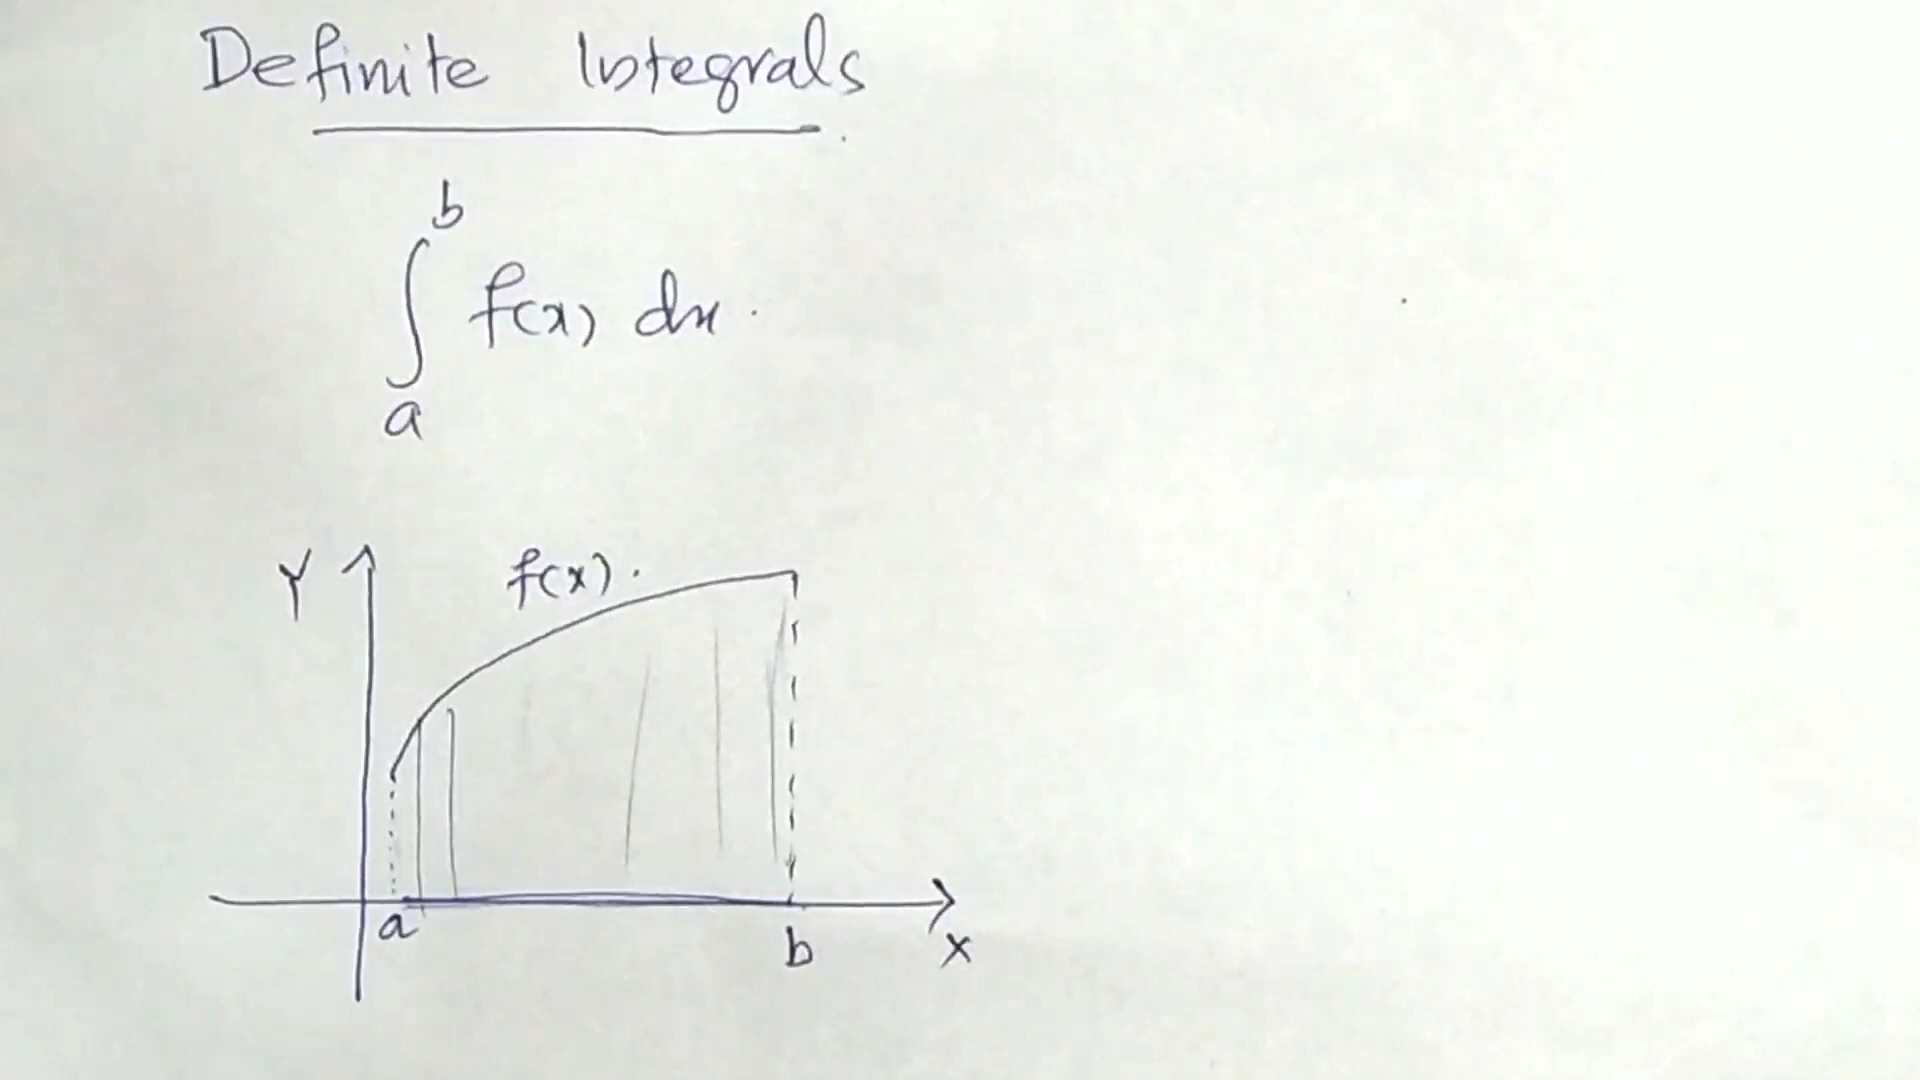 Definite Integrals
b
∫ f(x) dx.
a
Y
f(x).
a
b
X